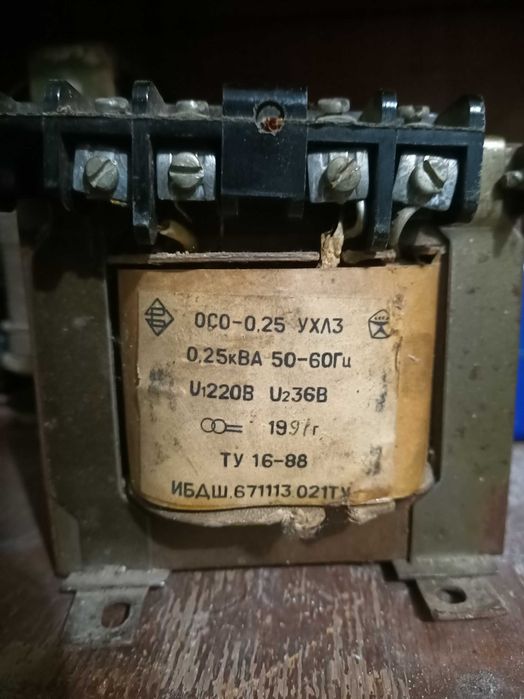 ОСО-0,25 УХЛ3
0,25кВА 50-60Гц
U₁220В U₂36В
1991г
ТУ 16-88
ИБДШ.671113.021ТУ